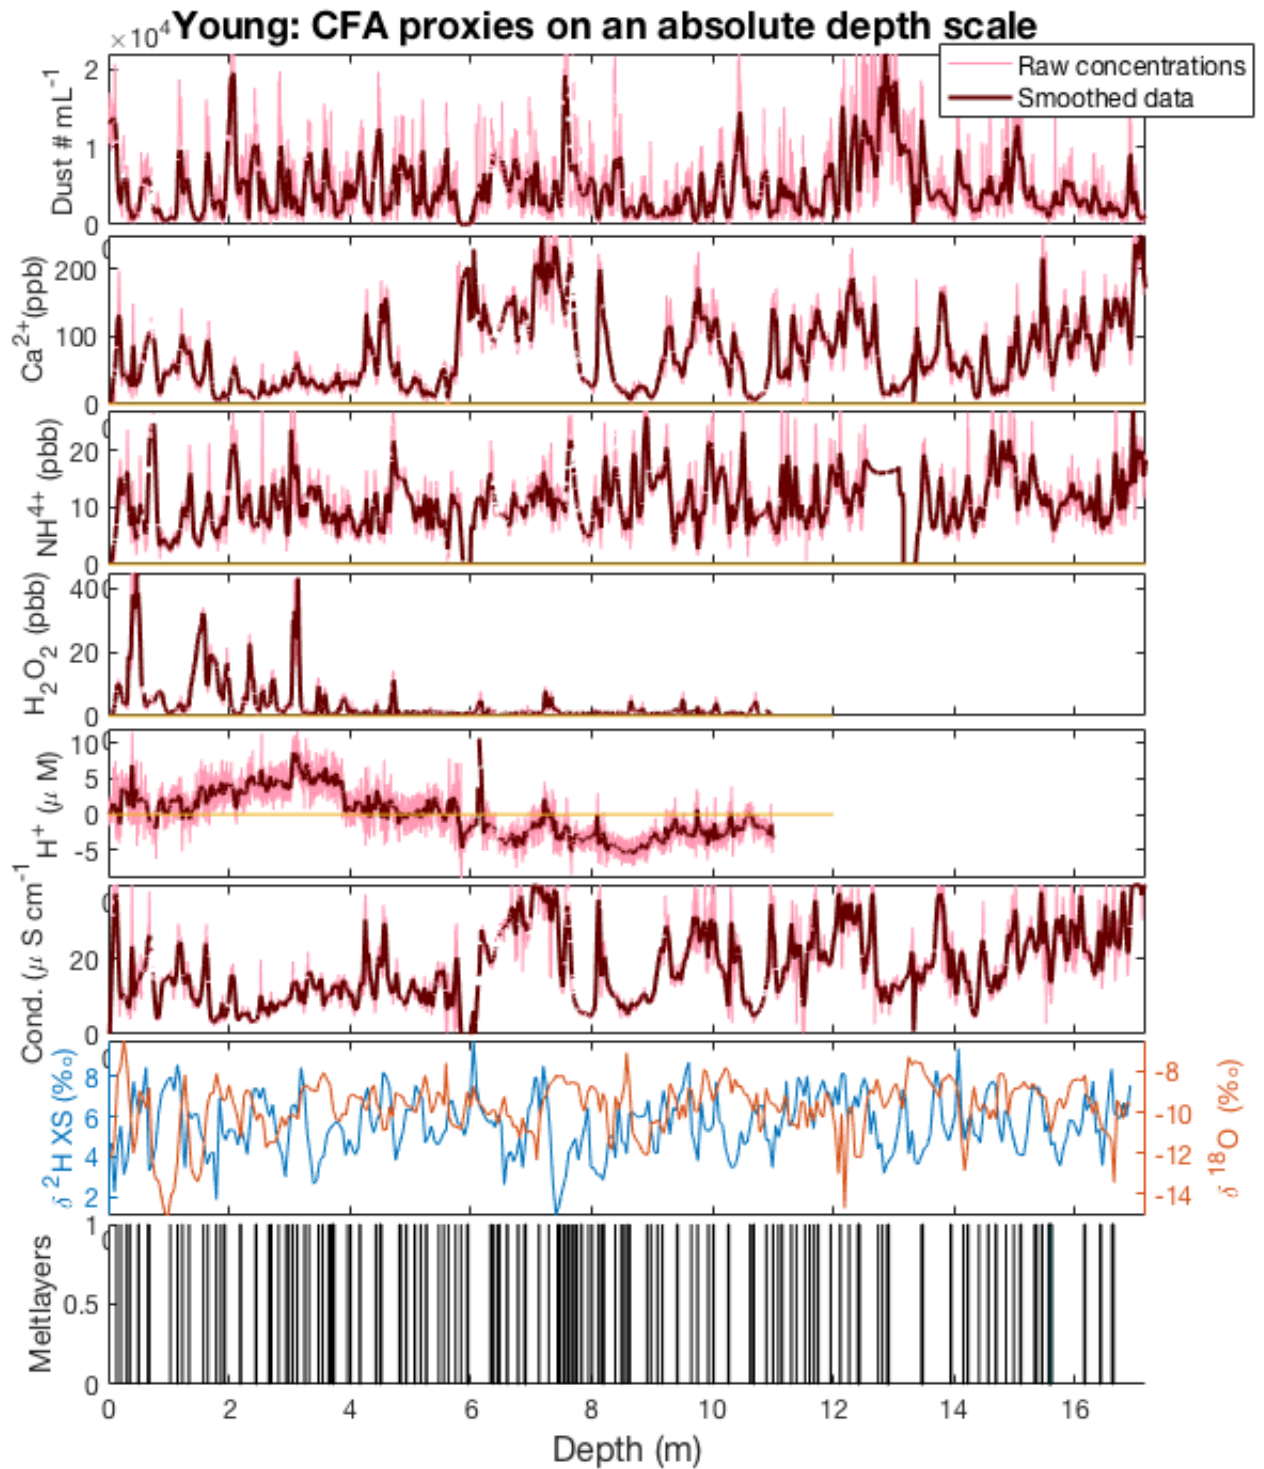 Young: CFA proxies on an absolute depth scale
×10⁴
Raw concentrations
Smoothed data
Dust # mL⁻¹
2
1
0
Ca²⁺(ppb)
200
100
0
NH⁴⁺ (pbb)
20
10
0
H₂O₂ (pbb)
40
20
0
H⁺ (μ M)
10
5
0
-5
Cond. (μ S cm⁻¹
20
0
δ ²H XS (‰)
8
6
4
2
δ ¹⁸O (‰)
-8
-10
-12
-14
Meltlayers
1
0.5
0
0 2 4 6 8 10 12 14 16
Depth (m)